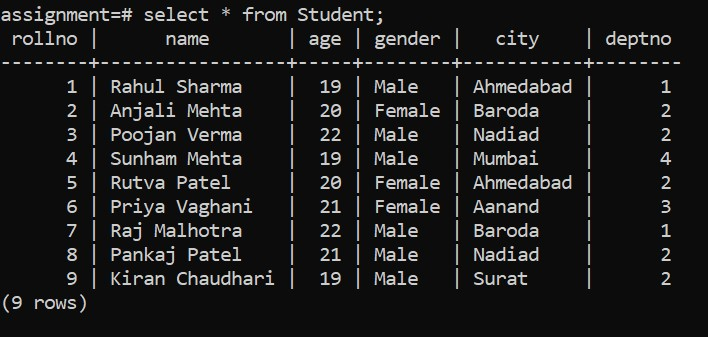 assignment=# select * from Student;
 rollno |      name       | age | gender |   city    | deptno
--------+-----------------+-----+--------+-----------+--------
      1 | Rahul Sharma    |  19 | Male   | Ahmedabad |      1
      2 | Anjali Mehta    |  20 | Female | Baroda    |      2
      3 | Poojan Verma    |  22 | Male   | Nadiad    |      2
      4 | Sunham Mehta    |  19 | Male   | Mumbai    |      4
      5 | Rutva Patel     |  20 | Female | Ahmedabad |      2
      6 | Priya Vaghani   |  21 | Female | Aanand    |      3
      7 | Raj Malhotra    |  22 | Male   | Baroda    |      1
      8 | Pankaj Patel    |  21 | Male   | Nadiad    |      2
      9 | Kiran Chaudhari |  19 | Male   | Surat     |      2
(9 rows)